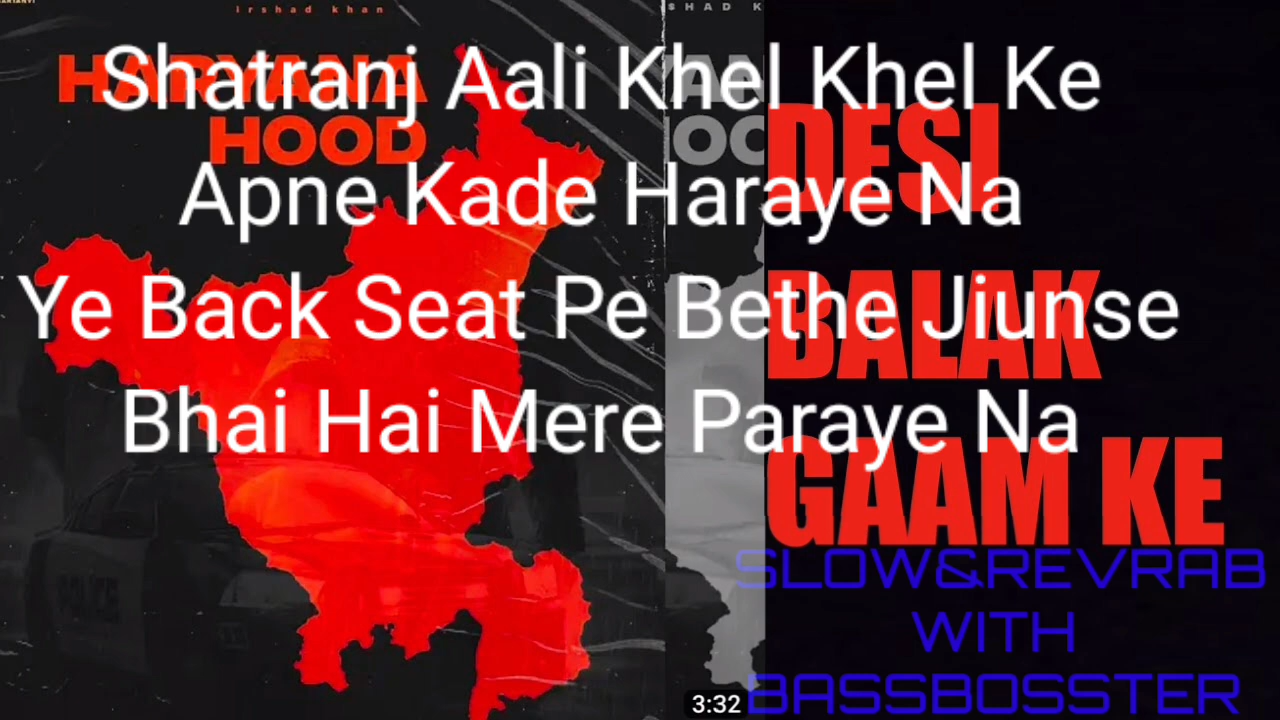 irshad khan
HARYANA
HOOD
Shatranj Aali Khel Khel Ke
Apne Kade Haraye Na
Ye Back Seat Pe Bethe Jiunse
Bhai Hai Mere Paraye Na
DESI
BALAK
GAAM KE
SLOW&REVRAB
WITH
BASSBOSSTER
POLICE
3:32